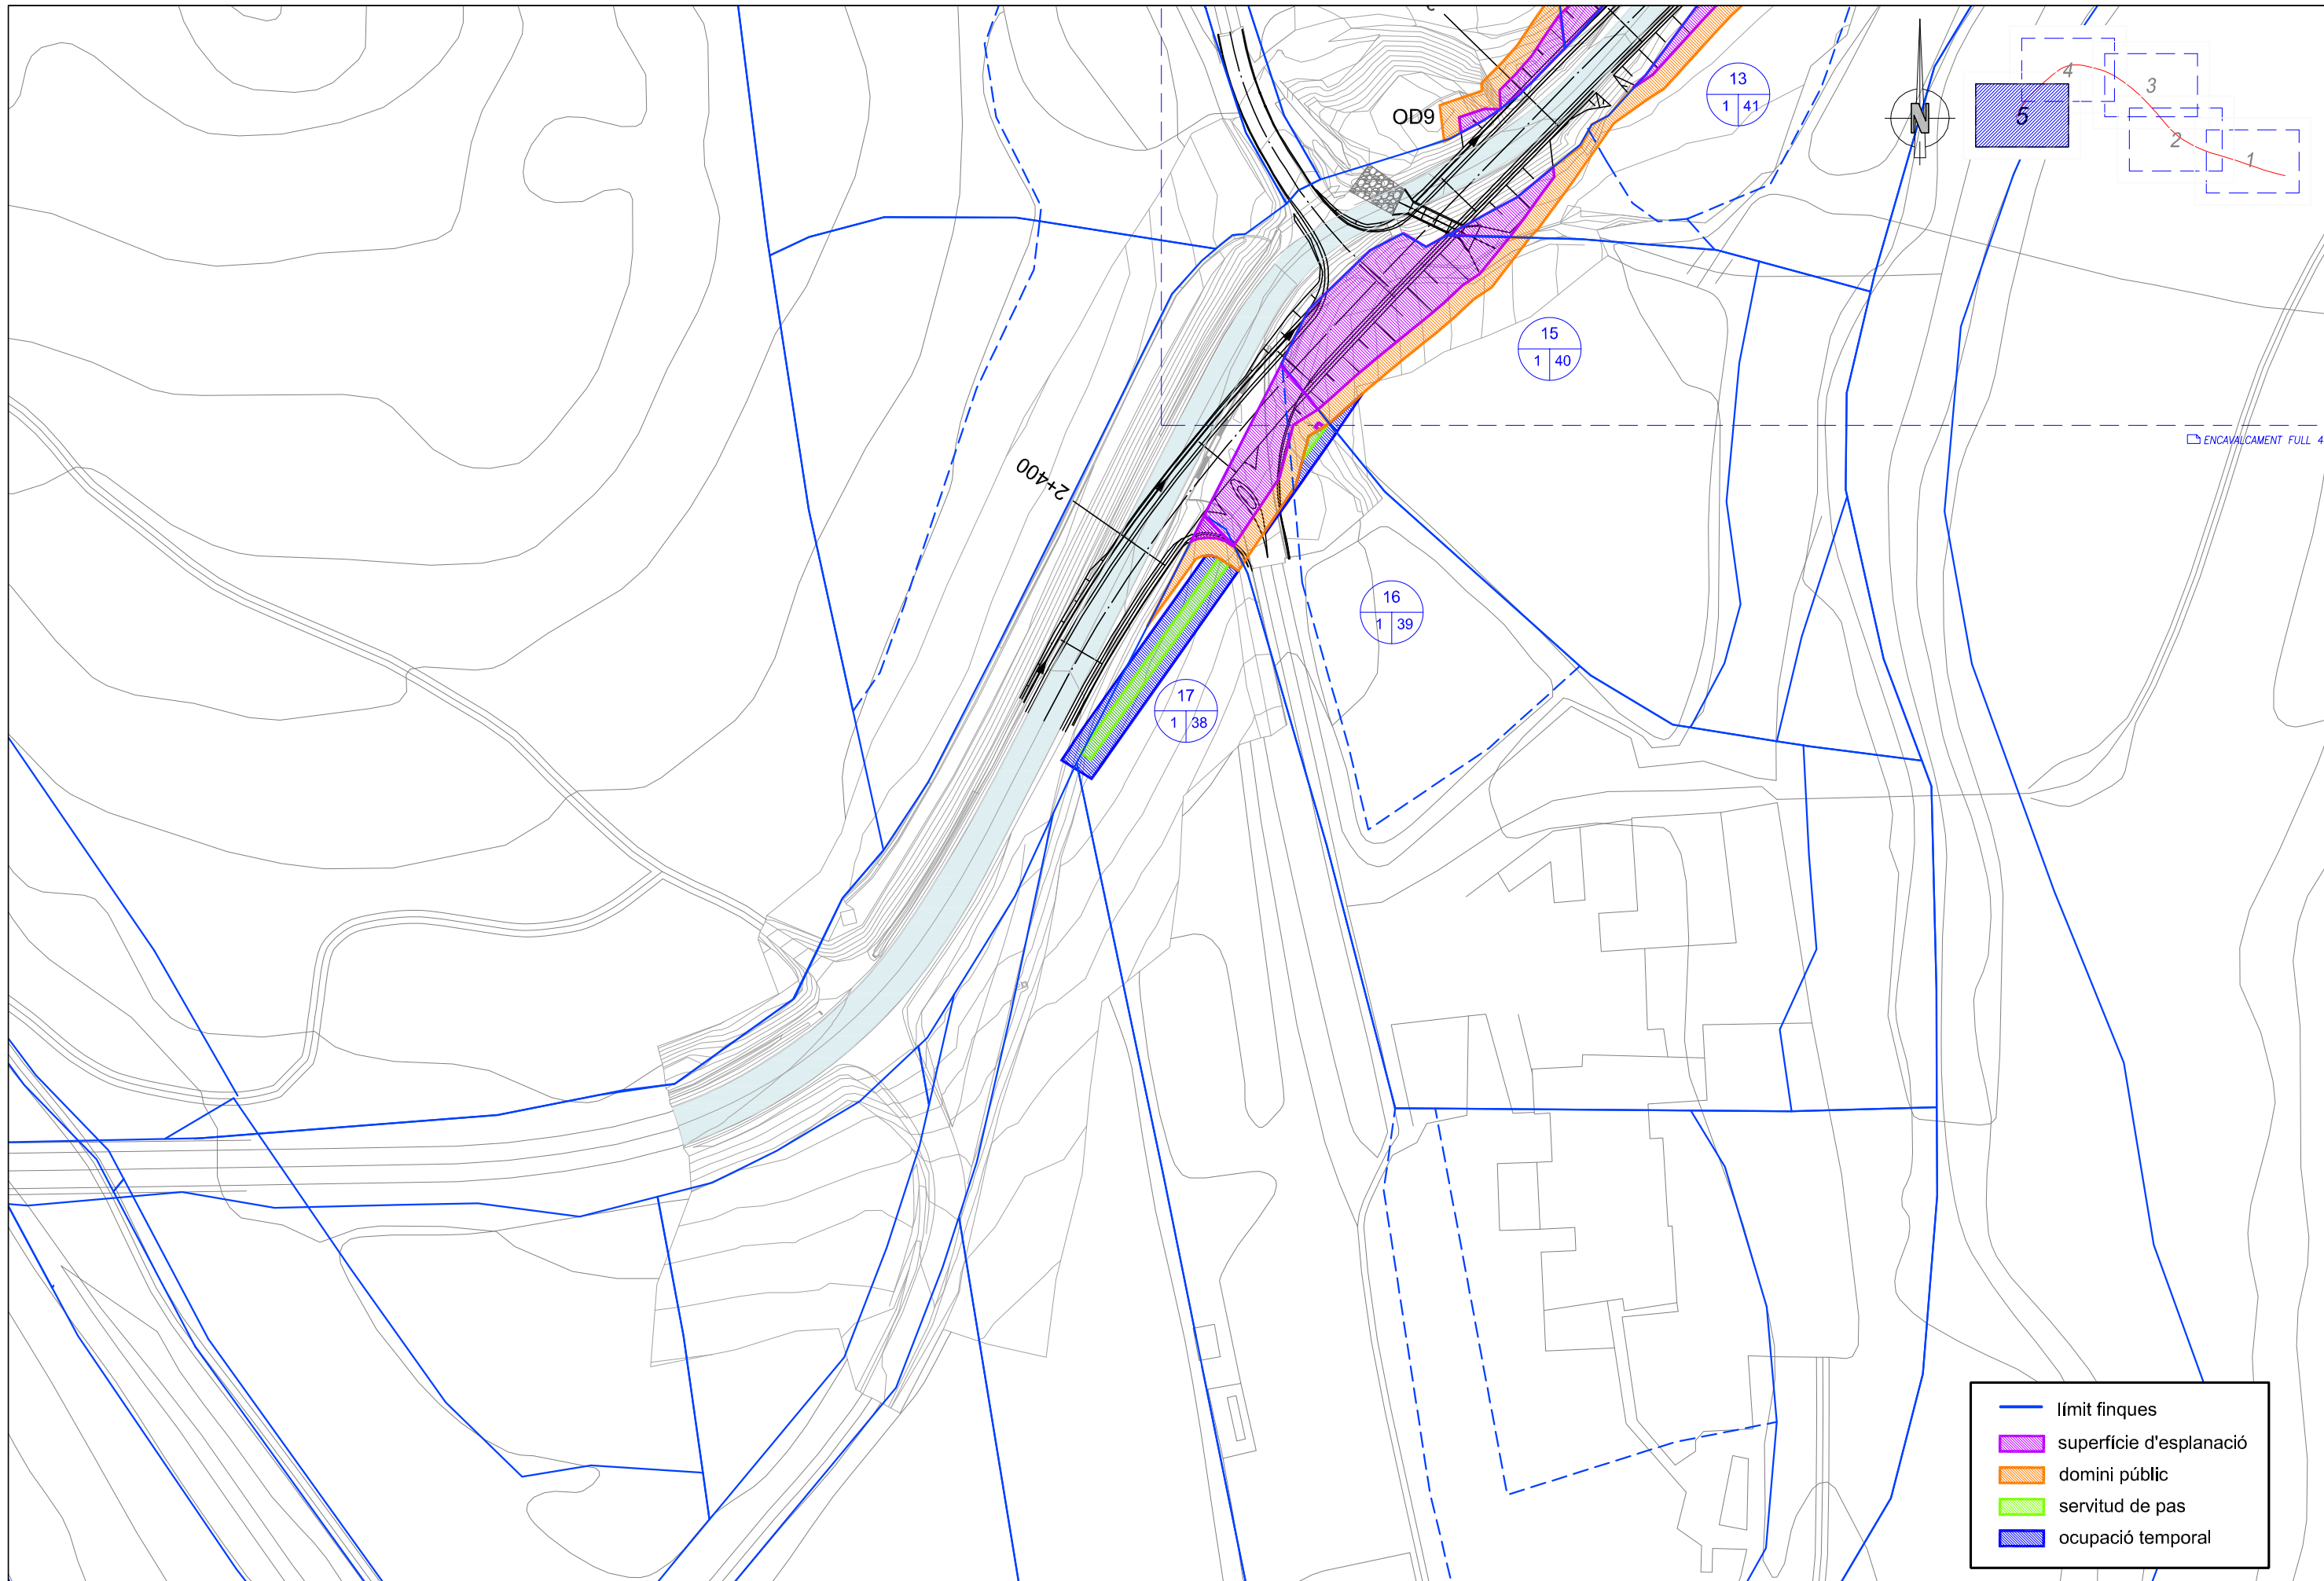 OD9
13
1 41
N
4
3
5
2
1
15
1 40
ENCAVALCAMENT FULL 4
2+400
16
1 39
17
1 38
límit finques
superfície d'esplanació
domini públic
servitud de pas
ocupació temporal